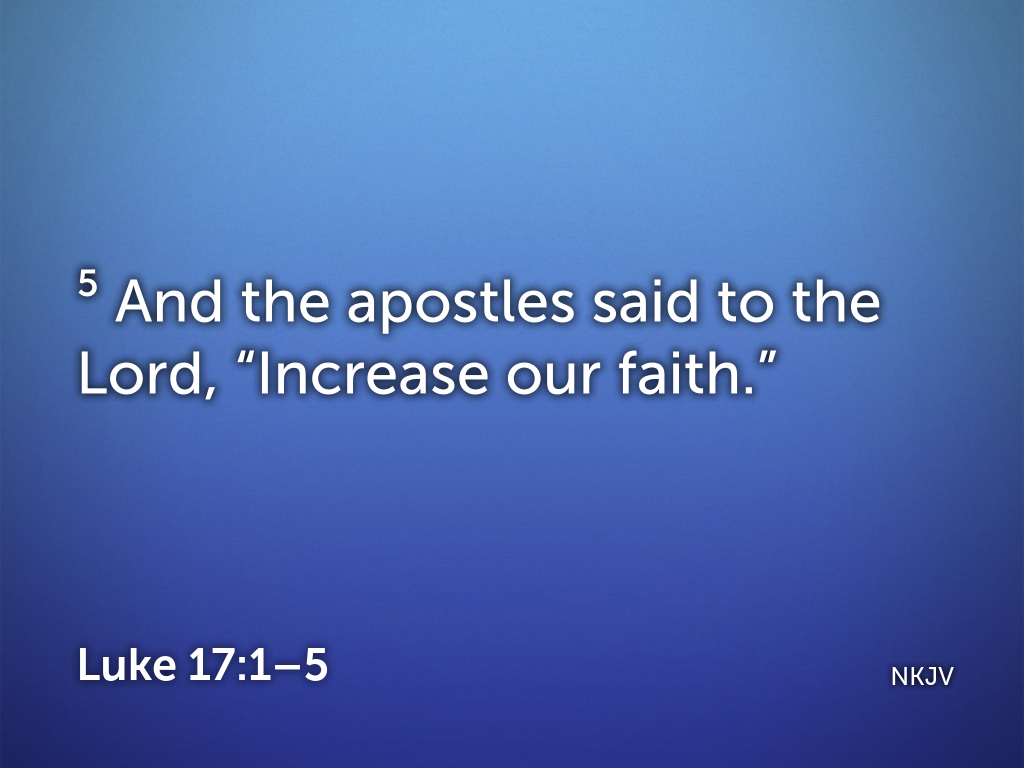 5 And the apostles said to the
Lord, “Increase our faith.”
Luke 17:1–5
NKJV